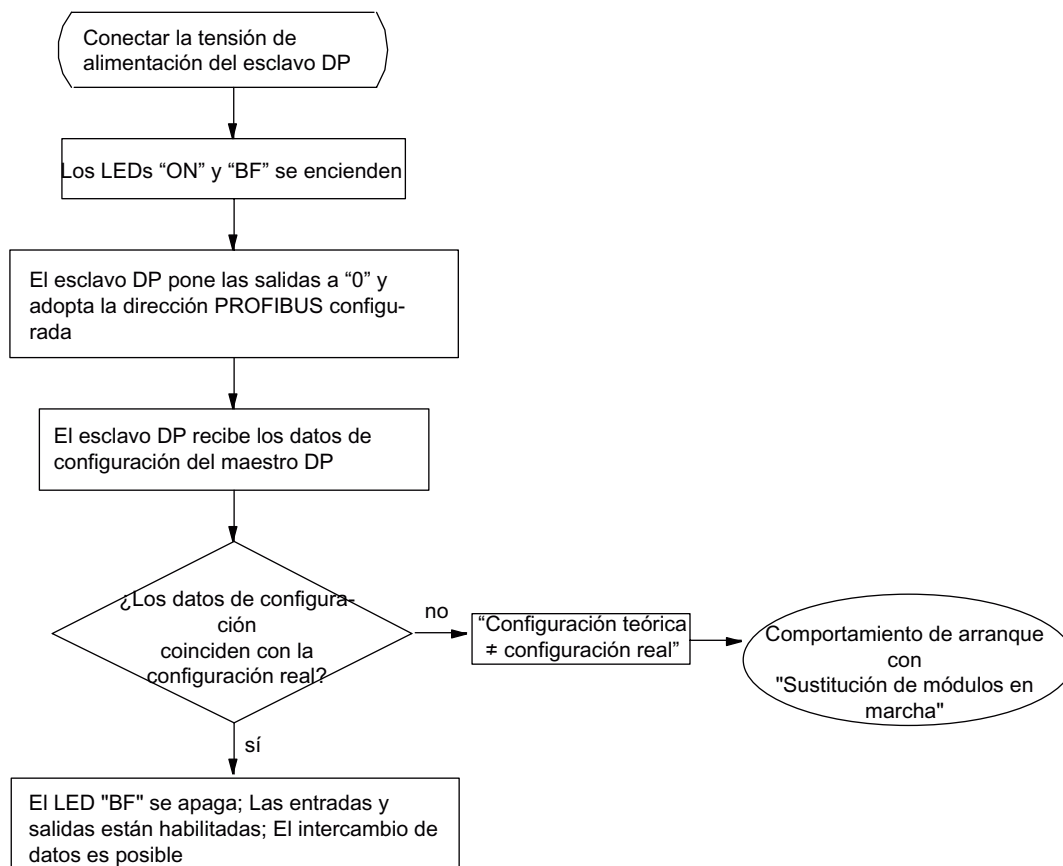 Conectar la tensión de
alimentación del esclavo DP
Los LEDs “ON” y “BF” se encienden
El esclavo DP pone las salidas a “0” y
adopta la dirección PROFIBUS configu-
rada
El esclavo DP recibe los datos de
configuración del maestro DP
¿Los datos de configura-
ción
coinciden con la
configuración real?
no
“Configuración teórica
≠ configuración real”
Comportamiento de arranque
con
"Sustitución de módulos en
marcha"
sí
El LED "BF" se apaga; Las entradas y
salidas están habilitadas; El intercambio de
datos es posible